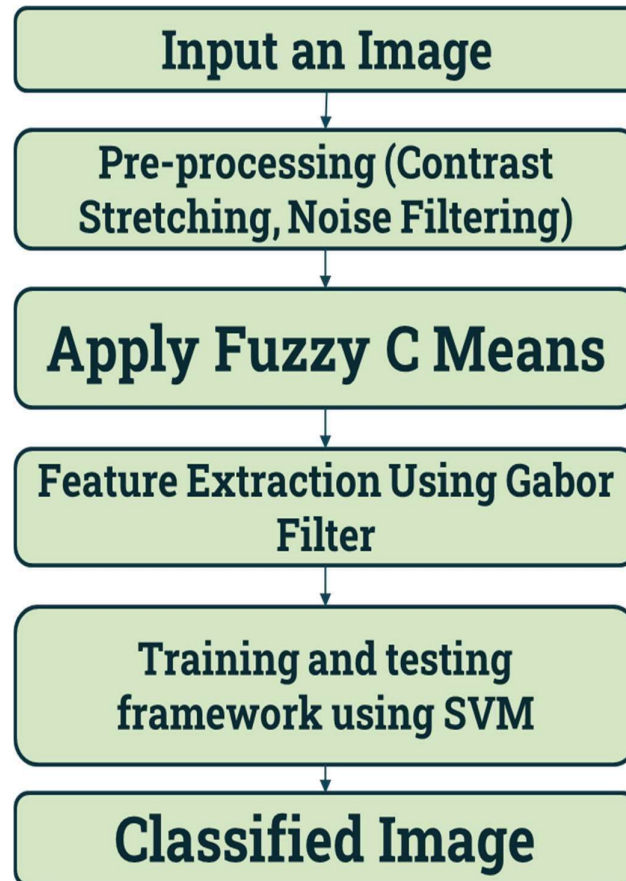 Input an Image
Pre-processing (Contrast
Stretching, Noise Filtering)
Apply Fuzzy C Means
Feature Extraction Using Gabor
Filter
Training and testing
framework using SVM
Classified Image